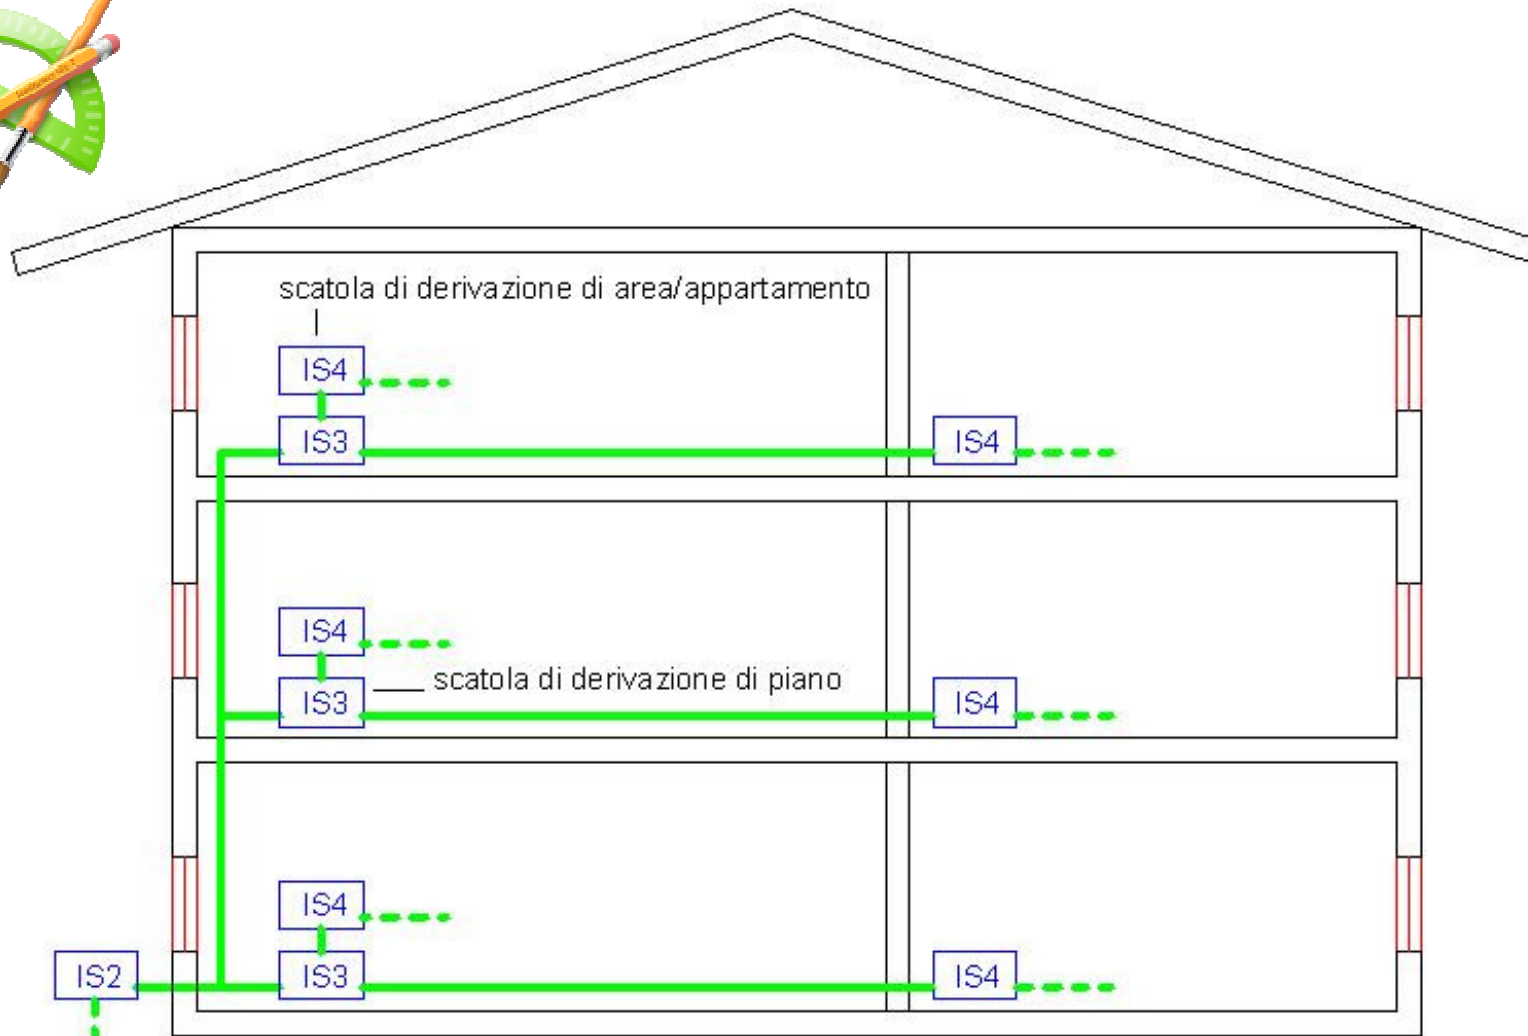 scatola di derivazione di area/appartamento
IS4
IS3
IS4
IS4
scatola di derivazione di piano
IS3
IS4
IS4
IS2
IS3
IS4